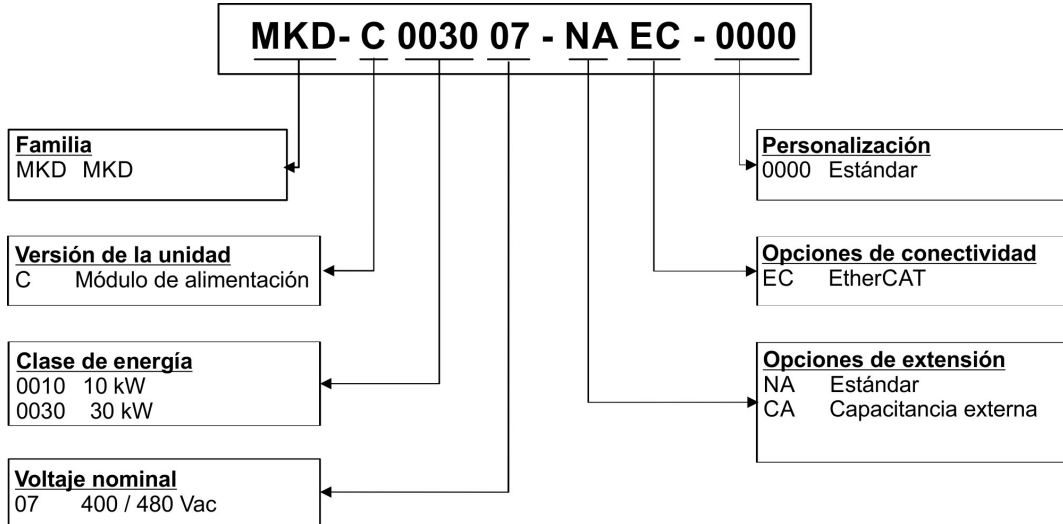 MKD- C 0030 07 - NA EC - 0000
Familia
MKD MKD
Versión de la unidad
C Módulo de alimentación
Clase de energía
0010 10 kW
0030 30 kW
Voltaje nominal
07 400 / 480 Vac
Personalización
0000 Estándar
Opciones de conectividad
EC EtherCAT
Opciones de extensión
NA Estándar
CA Capacitancia externa